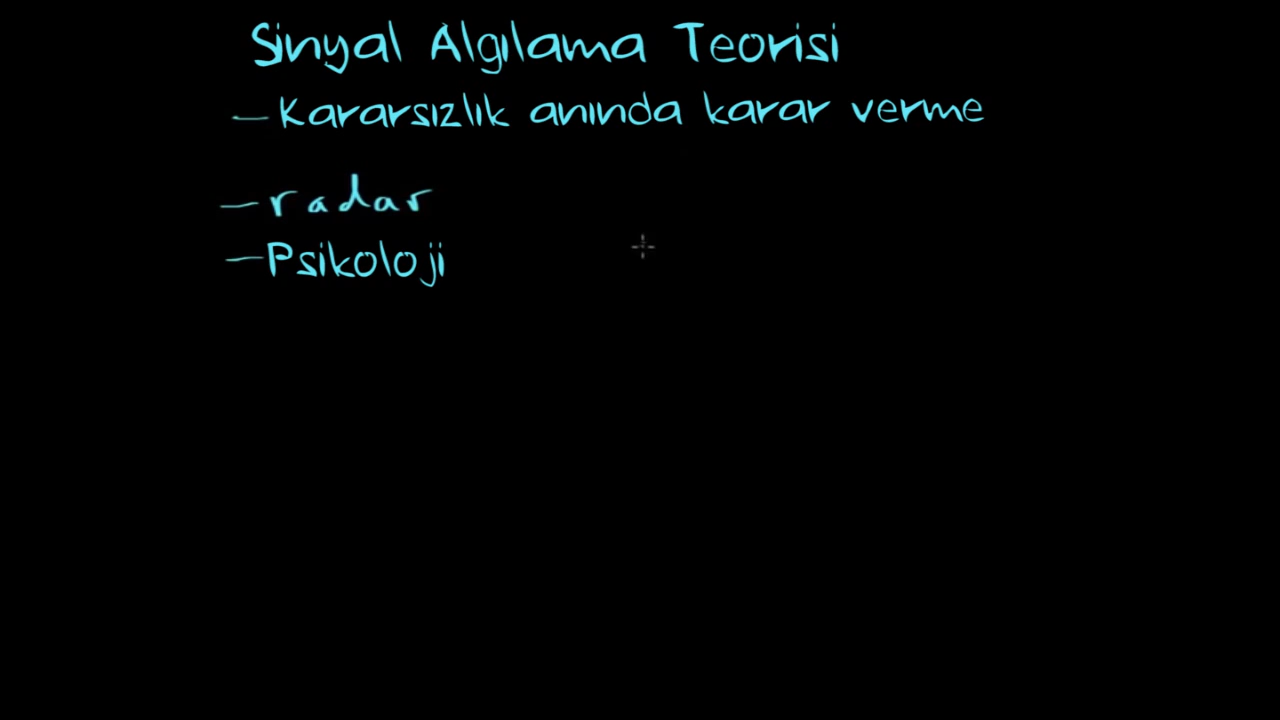 Sinyal Algılama Teorisi
- Kararsızlık anında karar verme
- radar
- Psikoloji